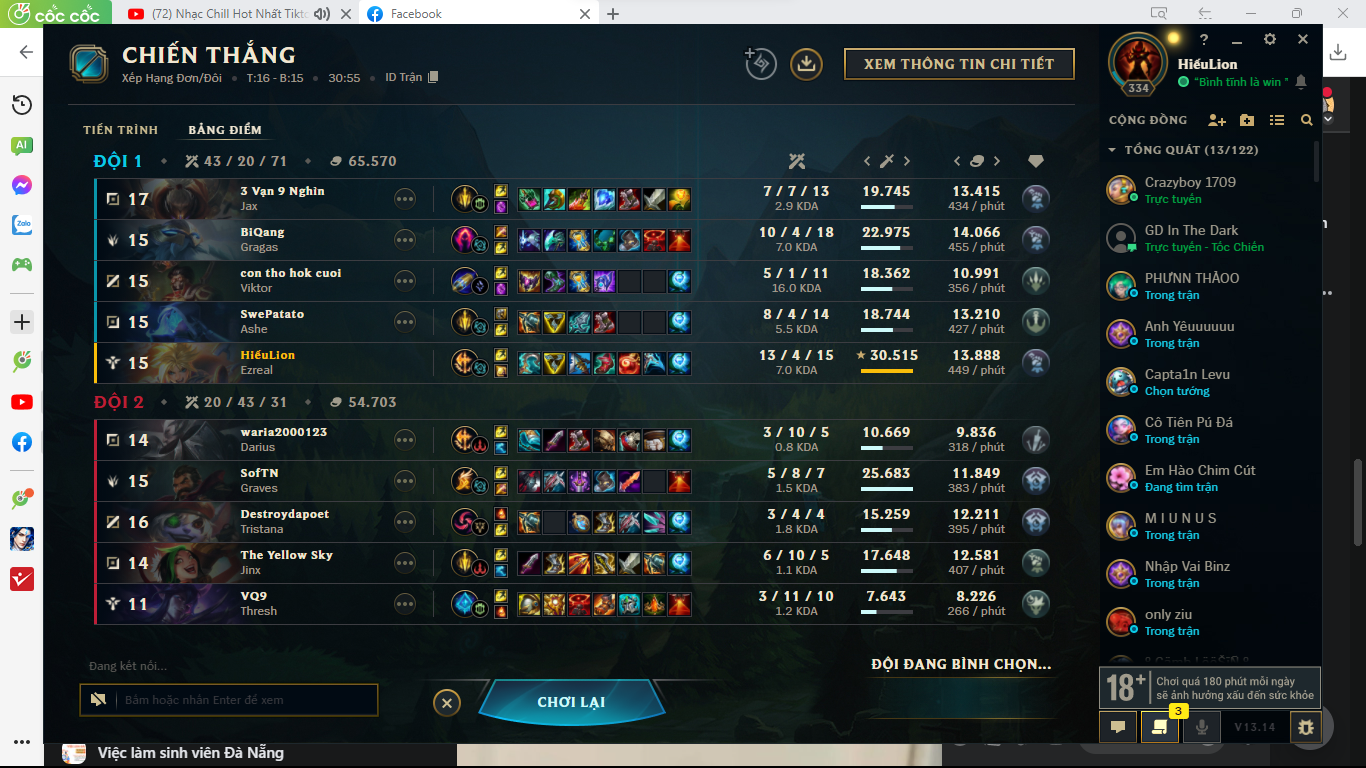 cốc cốc
(72) Nhạc Chill Hot Nhất Tikto
Facebook
AI
Zalo
CHIẾN THẮNG
Xếp Hạng Đơn/Đôi • T:16 - B:15 • 30:55 • ID Trận
XEM THÔNG TIN CHI TIẾT
TIẾN TRÌNH
BẢNG ĐIỂM
ĐỘI 1 43 / 20 / 71 65.570
17 3 Vạn 9 Nghìn 7 / 7 / 13 19.745 13.415
Jax 2.9 KDA 434 / phút
15 BiQang 10 / 4 / 18 22.975 14.066
Gragas 7.0 KDA 455 / phút
15 con tho hok cuoi 5 / 1 / 11 18.362 10.991
Viktor 16.0 KDA 356 / phút
15 SwePatato 8 / 4 / 14 18.744 13.210
Ashe 5.5 KDA 427 / phút
15 HiếuLion 13 / 4 / 15 30.515 13.888
Ezreal 7.0 KDA 449 / phút
ĐỘI 2 20 / 43 / 31 54.703
14 waria2000123 3 / 10 / 5 10.669 9.836
Darius 0.8 KDA 318 / phút
15 SofTN 5 / 8 / 7 25.683 11.849
Graves 1.5 KDA 383 / phút
16 Destroydapoet 3 / 4 / 4 15.259 12.211
Tristana 1.8 KDA 395 / phút
14 The Yellow Sky 6 / 10 / 5 17.648 12.581
Jinx 1.1 KDA 407 / phút
11 VQ9 3 / 11 / 10 7.643 8.226
Thresh 1.2 KDA 266 / phút
Đang kết nối...
Bấm hoặc nhấn Enter để xem
CHƠI LẠI
ĐỘI ĐANG BÌNH CHỌN...
334
HiếuLion
"Bình tĩnh là win "
CỘNG ĐỒNG
TỔNG QUÁT (13/122)
Crazyboy 1709
Trực tuyến
GD In The Dark
Trực tuyến - Tốc Chiến
PHƯNN THẢOO
Trong trận
Anh Yêuuuuuu
Trong trận
Capta1n Levu
Chọn tướng
Cô Tiên Pú Đá
Trong trận
Em Hào Chim Cút
Đang tìm trận
M I U N U S
Trong trận
Nhập Vai Binz
Trong trận
only ziu
Trong trận
18+
Chơi quá 180 phút mỗi ngày
sẽ ảnh hưởng xấu đến sức khỏe
3
V13.14
Việc làm sinh viên Đà Nẵng